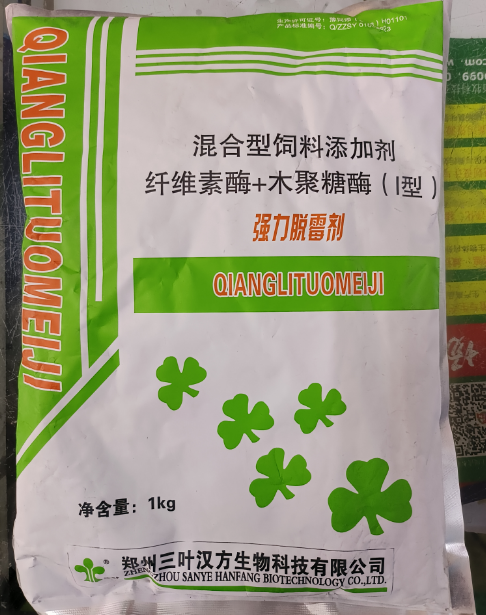 QIANGLITUOMEIJI
混合型饲料添加剂
纤维素酶+木聚糖酶（I型）
强力脱霉剂
QIANGLITUOMEIJI
净含量：1kg
郑州三叶汉方生物科技有限公司
ZHENGZHOU SANYE HANFANG BIOTECHNOLOGY CO.,LTD.